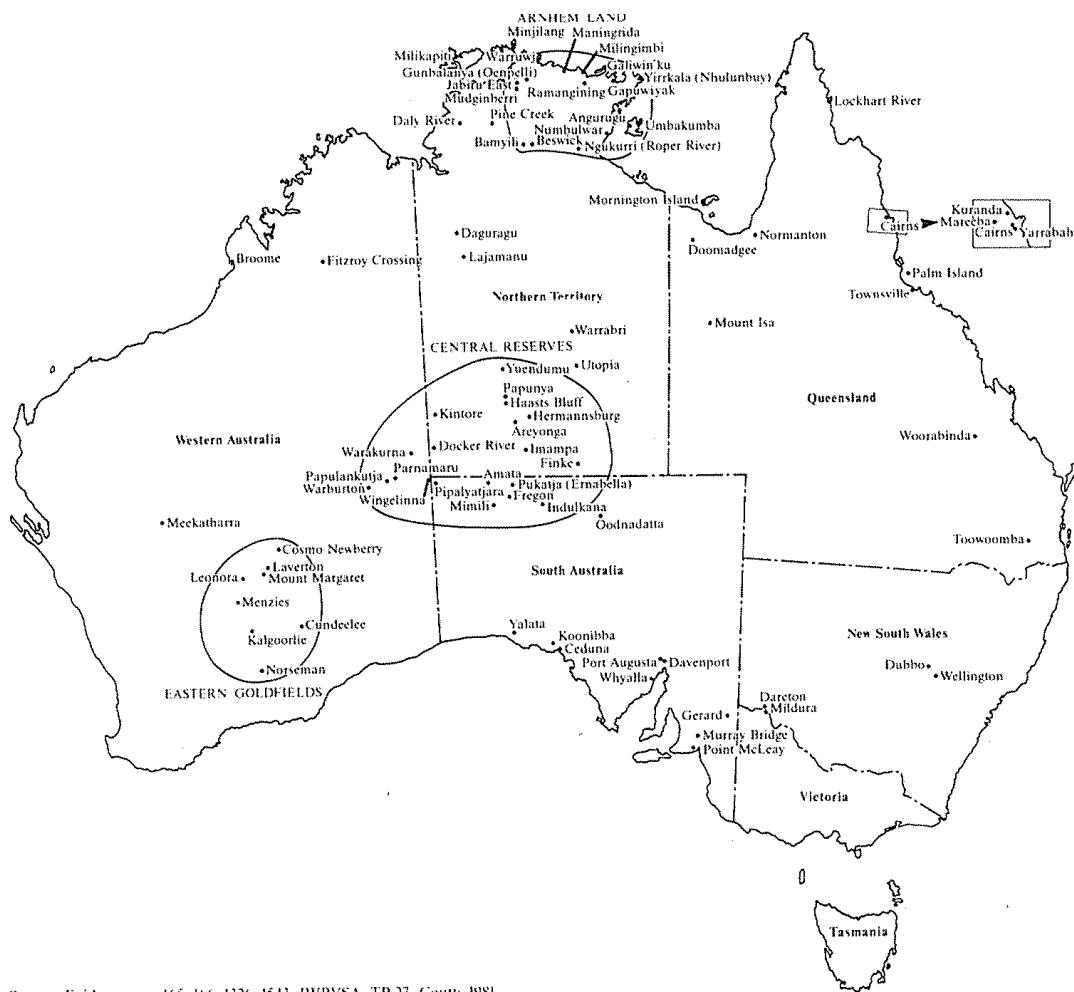 ARNHEM LAND
Minjilang Maningrida
Milikapiti Warruwi Milingimbi
Galiwin'ku
Gunbalanya (Oenpelli) Yirrkala (Nhulunbuy)
Jabiru East Ramangining Gapuwiyak
Mudginberri
Lockhart River
Pine Creek Angurugu
Daly River Numbulwar Umbakumba
Bamyili Beswick Ngukurri (Roper River)
Mornington Island
Kuranda
Cairns Mareeba
Cairns Yarrabah
Daguragu Normanton
Doomadgee
Broome Fitzroy Crossing Lajamanu
Palm Island
Northern Territory Townsville
Warrabri Mount Isa
CENTRAL RESERVES
Yuendumu Utopia
Papunya
Haasts Bluff Queensland
Kintore Hermannsburg
Areyonga
Western Australia Woorabinda
Docker River Imampa
Warakurna Finke
Parnamaru Amata
Papulankutja Pukatja (Ernabella)
Warburton Pipalyatjara
Wingelinna Fregon
Mimili Indulkana
Meekatharra Oodnadatta
Toowoomba
Cosmo Newberry
Laverton South Australia
Leonora Mount Margaret
Menzies
Cundeelee Yalata
Kalgoorlie Koonibba New South Wales
Ceduna
Port Augusta Davenport Dubbo
Norseman Whyalla Wellington
EASTERN GOLDFIELDS
Dareton
Gerard Mildura
Murray Bridge
Point McLeay
Victoria
Tasmania